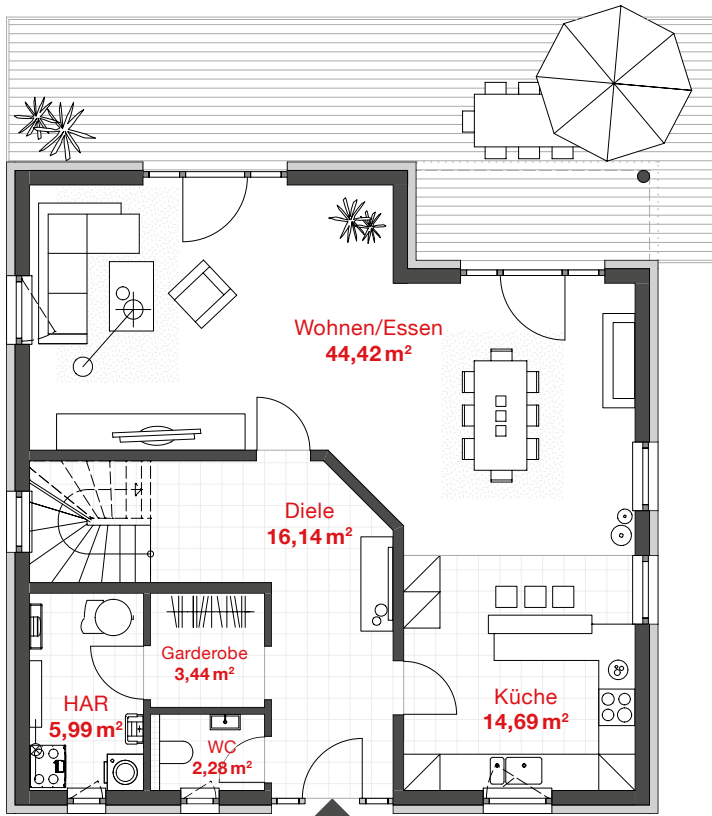 Wohnen/Essen
44,42 m²
Diele
16,14 m²
Garderobe
3,44 m²
HAR
5,99 m²
Küche
14,69 m²
WC
2,28 m²